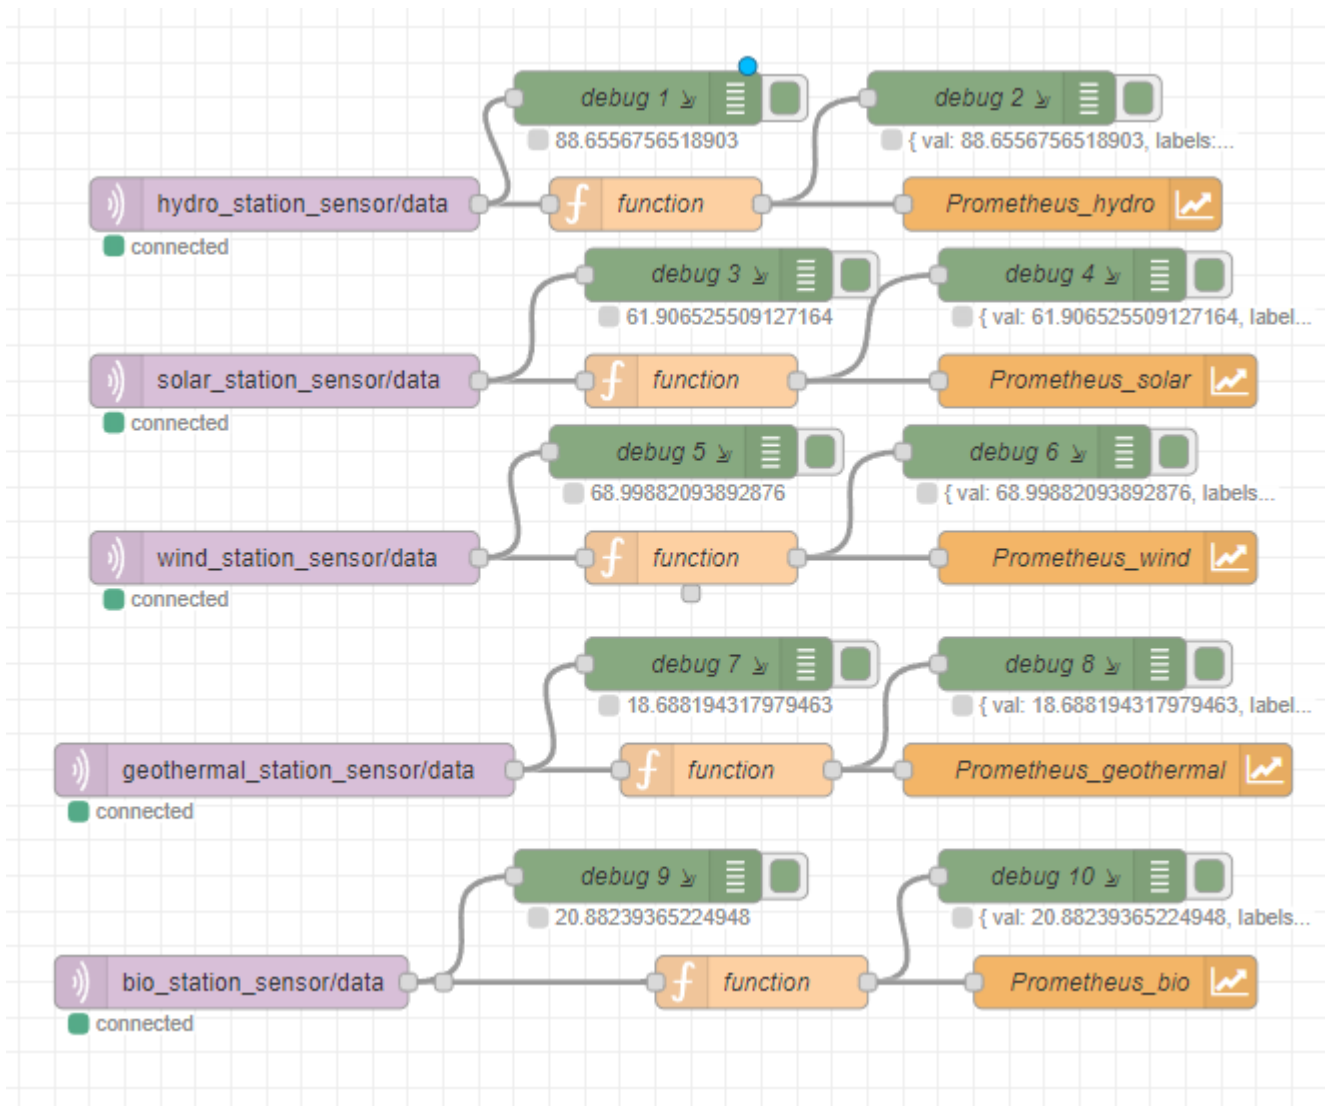 debug 1
debug 2
88.6556756518903
{ val: 88.6556756518903, labels:...
hydro_station_sensor/data
function
Prometheus_hydro
connected
debug 3
debug 4
61.906525509127164
{ val: 61.906525509127164, label...
solar_station_sensor/data
function
Prometheus_solar
connected
debug 5
debug 6
68.99882093892876
{ val: 68.99882093892876, labels...
wind_station_sensor/data
function
Prometheus_wind
connected
debug 7
debug 8
18.688194317979463
{ val: 18.688194317979463, label...
geothermal_station_sensor/data
function
Prometheus_geothermal
connected
debug 9
debug 10
20.88239365224948
{ val: 20.88239365224948, labels...
bio_station_sensor/data
function
Prometheus_bio
connected